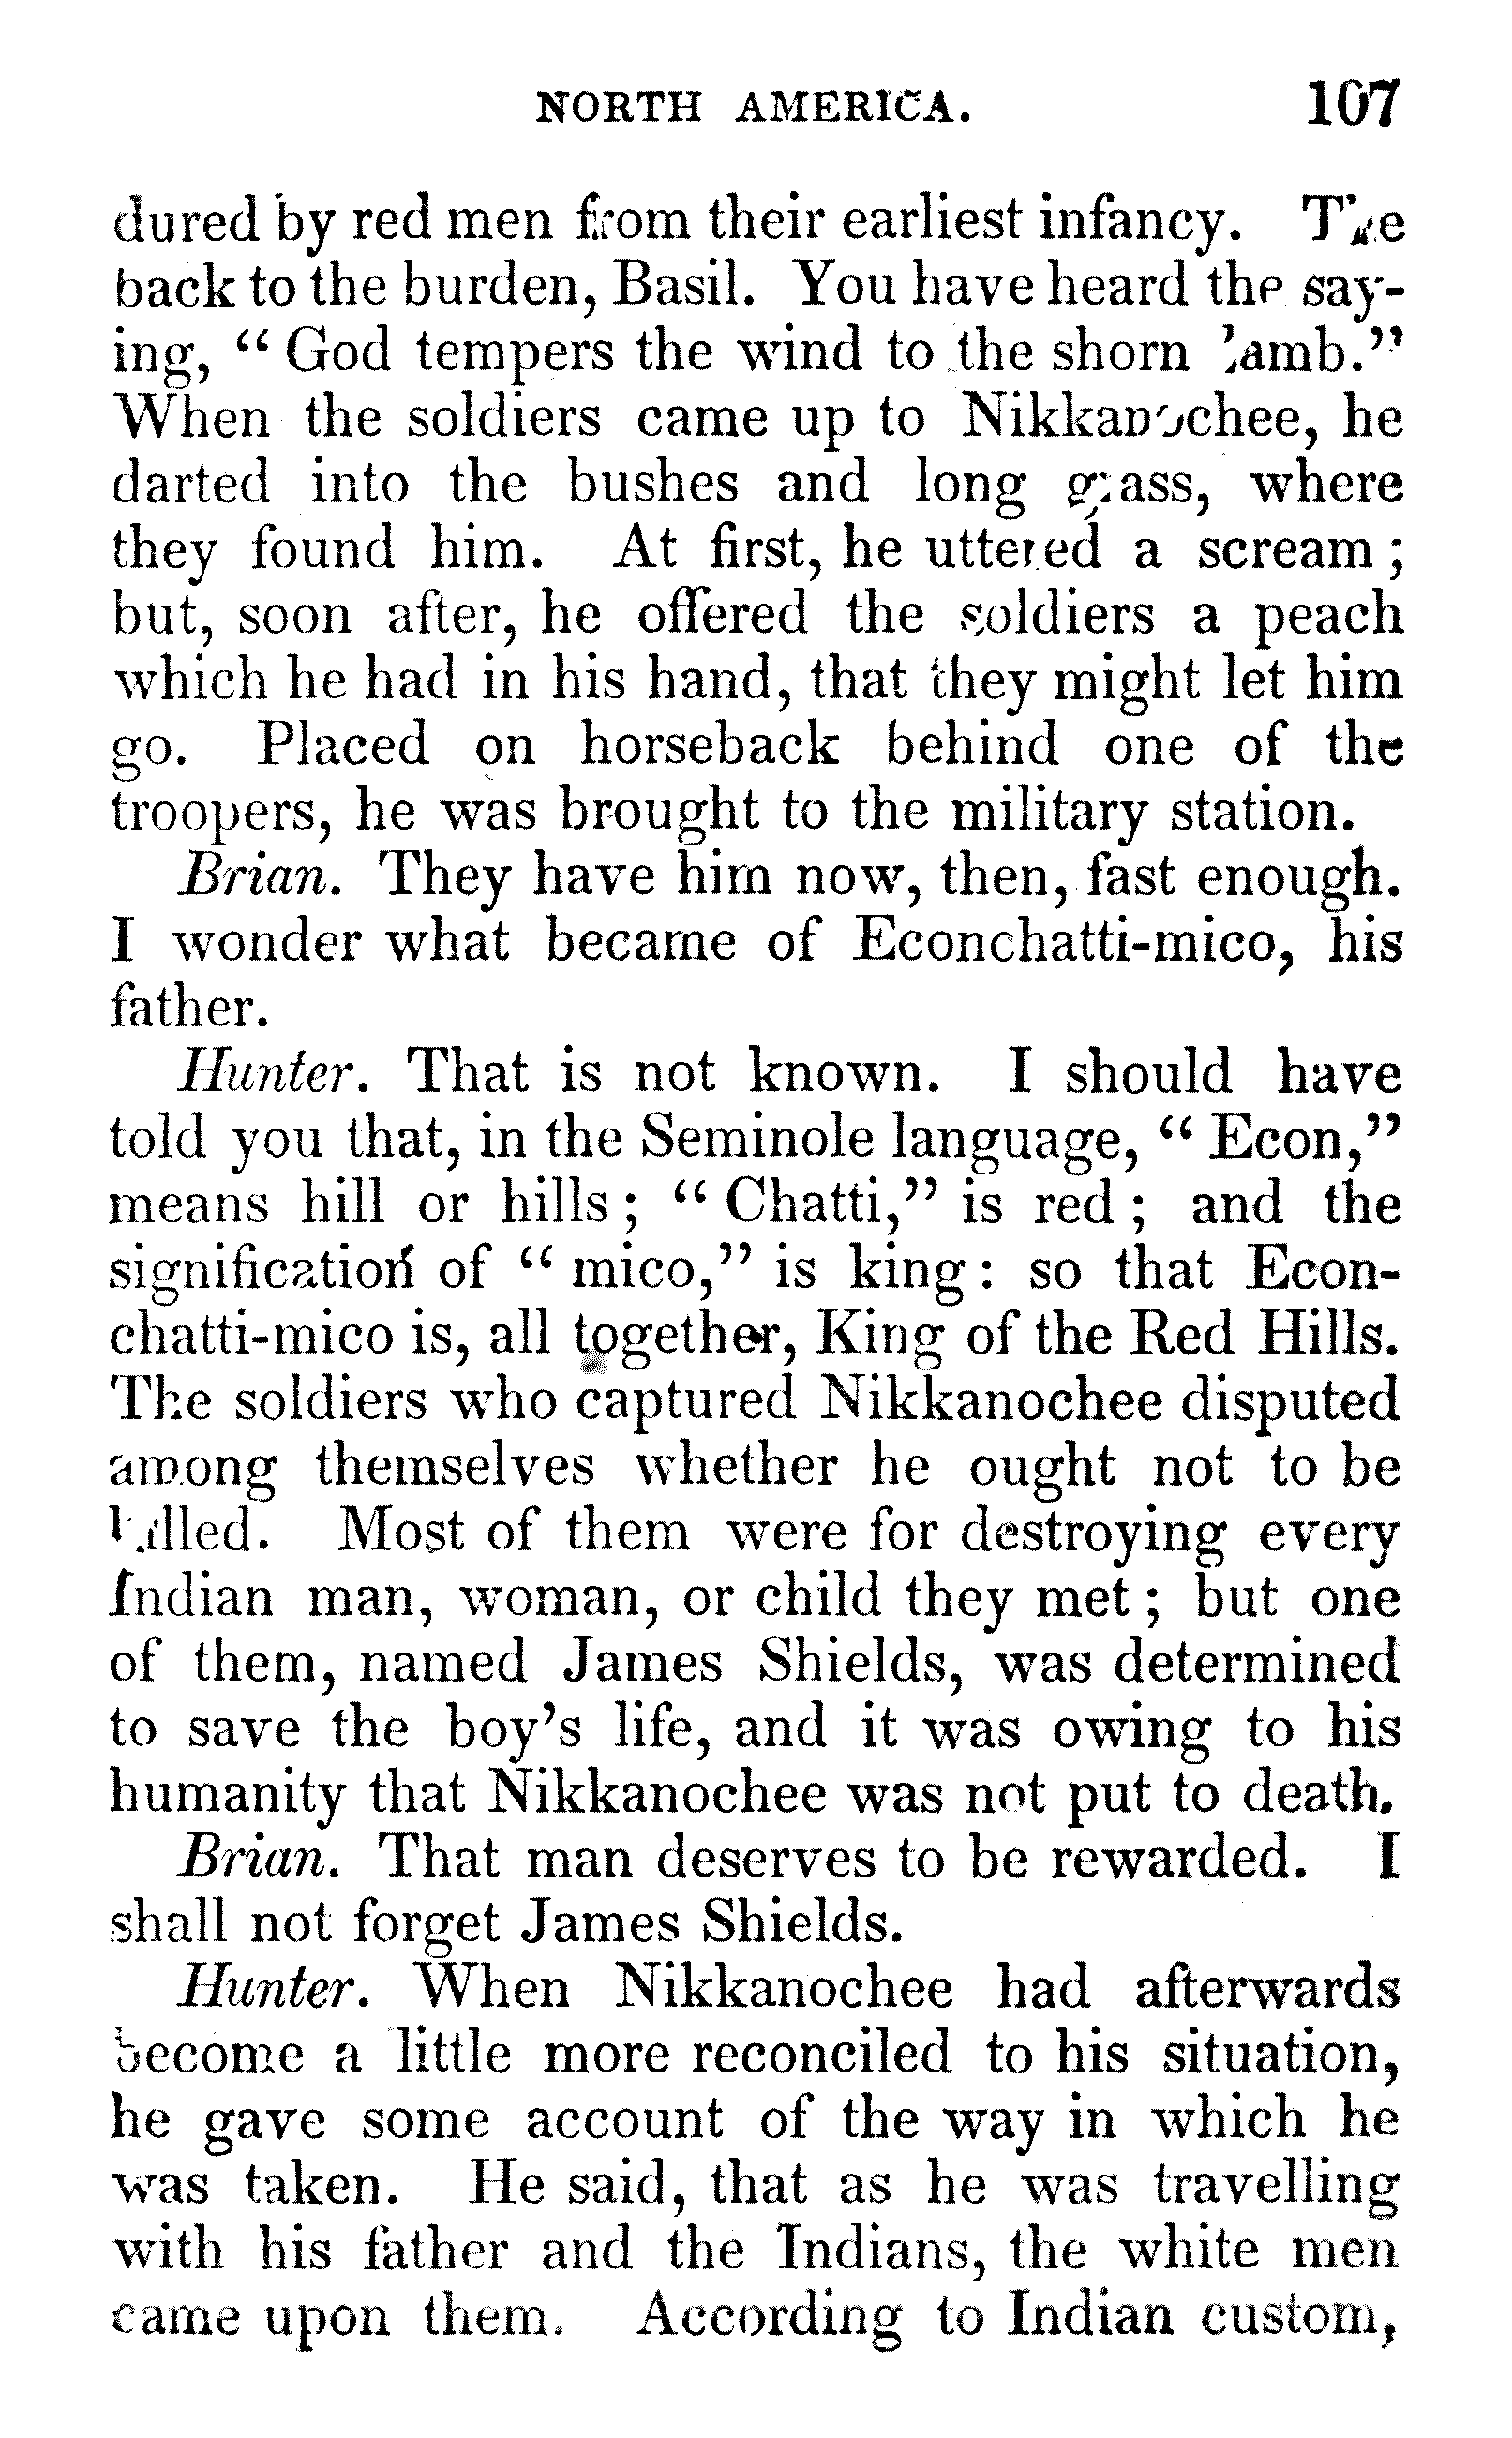 NORTH AMERICA. 107
dured by red men from their earliest infancy. The
back to the burden, Basil. You have heard the say-
ing, “ God tempers the wind to the shorn lamb.”
When the soldiers came up to Nikkanochee, he
darted into the bushes and long grass, where
they found him. At first, he uttered a scream ;
but, soon after, he offered the soldiers a peach
which he had in his hand, that they might let him
go. Placed on horseback behind one of the
troopers, he was brought to the military station.
Brian. They have him now, then, fast enough.
I wonder what became of Econchatti-mico, his
father.
Hunter. That is not known. I should have
told you that, in the Seminole language, “ Econ,”
means hill or hills ; “ Chatti,” is red ; and the
signification of “ mico,” is king : so that Econ-
chatti-mico is, all together, King of the Red Hills.
The soldiers who captured Nikkanochee disputed
among themselves whether he ought not to be
killed. Most of them were for destroying every
Indian man, woman, or child they met ; but one
of them, named James Shields, was determined
to save the boy’s life, and it was owing to his
humanity that Nikkanochee was not put to death.
Brian. That man deserves to be rewarded. I
shall not forget James Shields.
Hunter. When Nikkanochee had afterwards
become a little more reconciled to his situation,
he gave some account of the way in which he
was taken. He said, that as he was travelling
with his father and the Indians, the white men
came upon them. According to Indian custom,